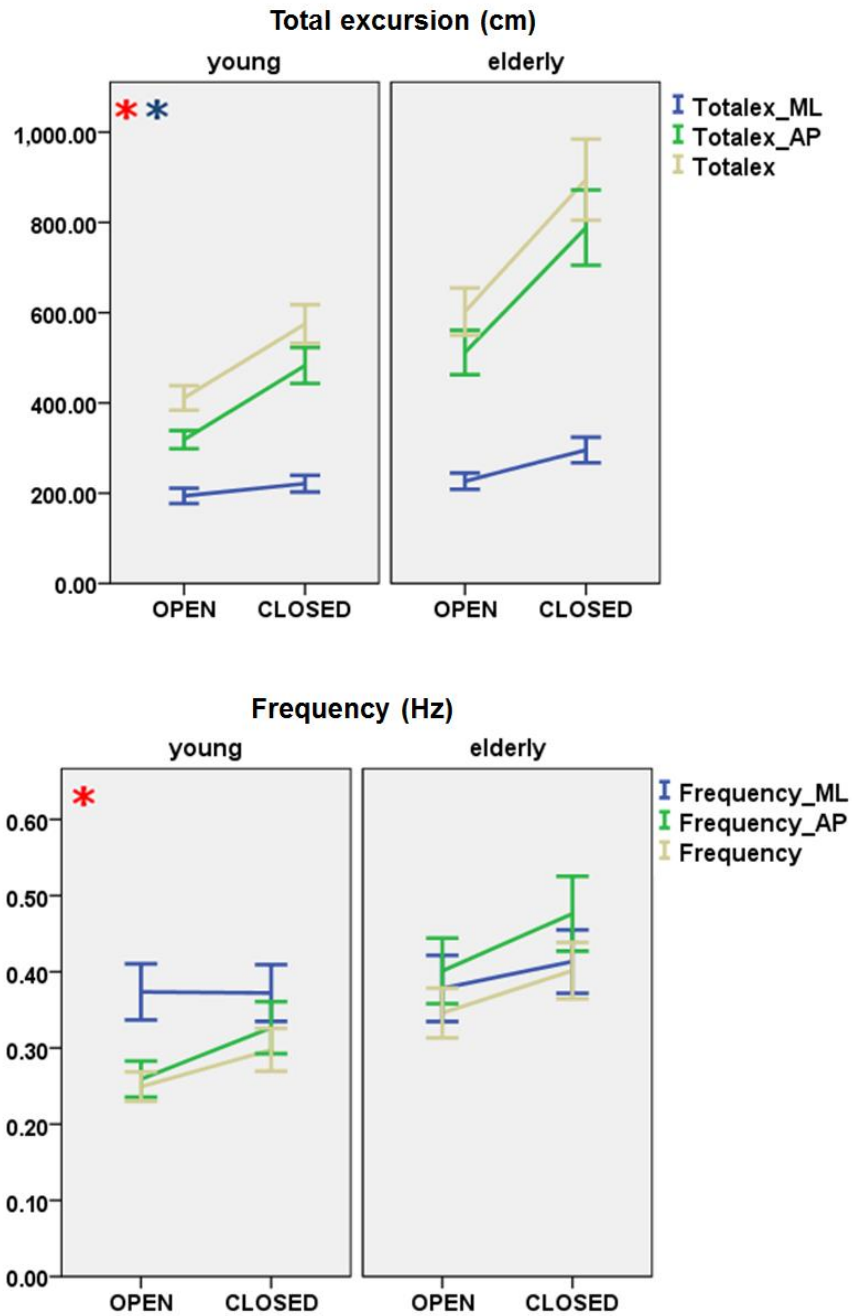 Total excursion (cm)
young elderly
* *
Totalex_ML
Totalex_AP
Totalex
1,000.00
800.00
600.00
400.00
200.00
0.00
OPEN CLOSED OPEN CLOSED
Frequency (Hz)
young elderly
*
Frequency_ML
Frequency_AP
Frequency
0.60
0.50
0.40
0.30
0.20
0.10
0.00
OPEN CLOSED OPEN CLOSED